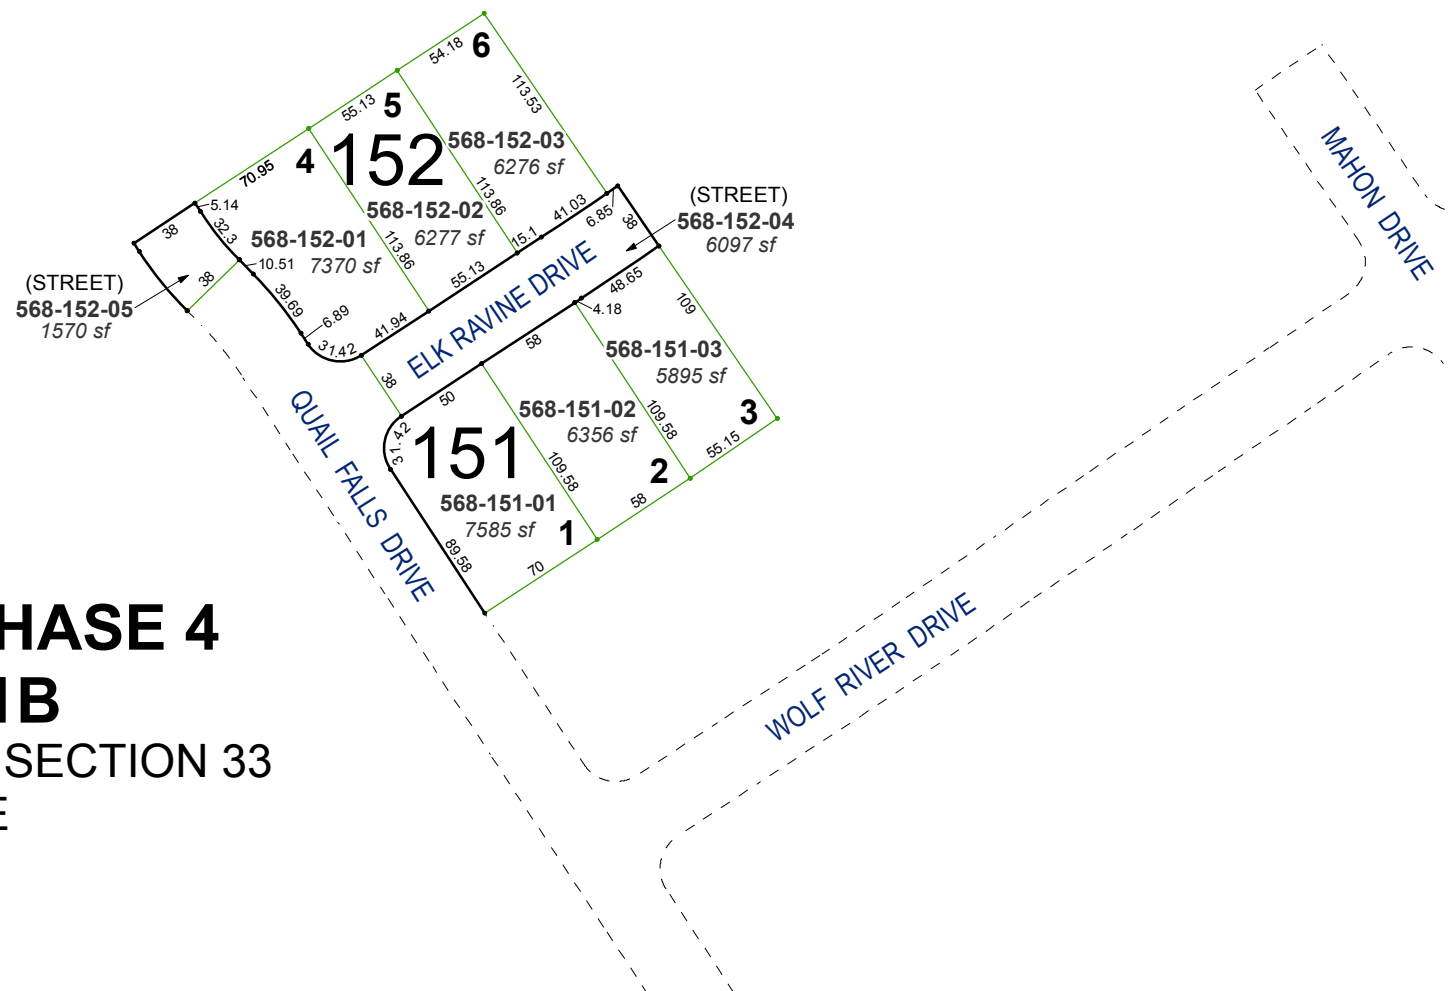 6
54.18
113.53
5
55.13
152
568-152-03
6276 sf
4
70.95
113.86
568-152-02
6277 sf
113.86
5.14
32.3
38
568-152-01
7370 sf
10.51
38
39.69
6.89
31.42
41.94
55.13
15.1
41.03
6.85
38
(STREET)
568-152-04
6097 sf
(STREET)
568-152-05
1570 sf
ELK RAVINE DRIVE
38
50
58
4.18
48.65
109
568-151-03
5895 sf
3
55.15
109.58
568-151-02
6356 sf
2
58
109.58
31.42
151
568-151-01
7585 sf
1
70
89.58
QUAIL FALLS DRIVE
MAHON DRIVE
WOLF RIVER DRIVE
HASE 4
1B
SECTION 33
E